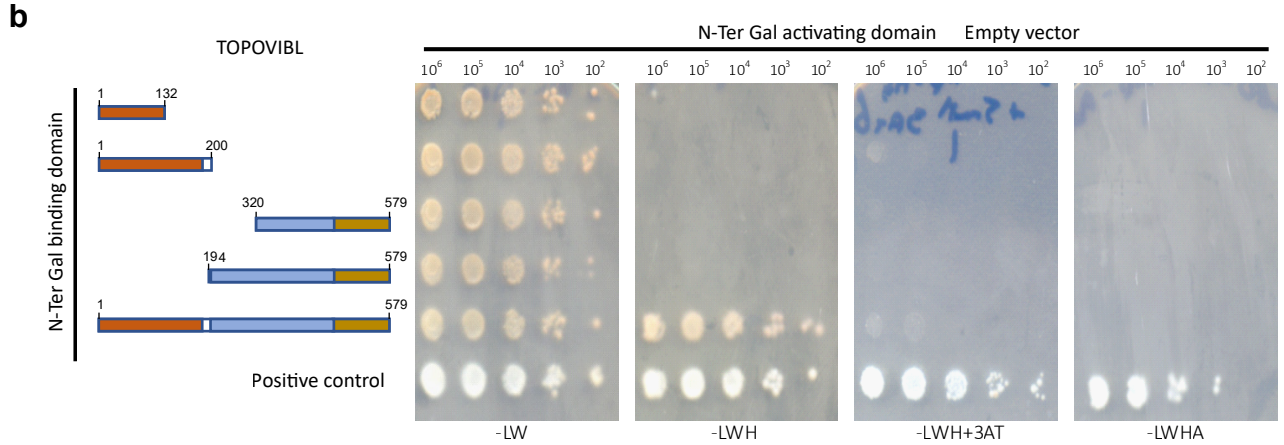 b
TOPOVIBL
N-Ter Gal activating domain Empty vector
10⁶ 10⁵ 10⁴ 10³ 10² 10⁶ 10⁵ 10⁴ 10³ 10² 10⁶ 10⁵ 10⁴ 10³ 10² 10⁶ 10⁵ 10⁴ 10³ 10²
N-Ter Gal binding domain
1 132
1 200
320 579
194 579
1 579
Positive control
-LW -LWH -LWH+3AT -LWHA